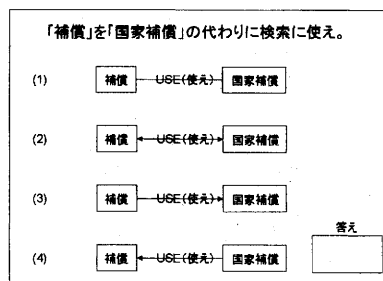 「補償」を「国家補償」の代わりに検索に使え。
(1) 補償 USE(使え) 国家補償
(2) 補償 USE(使え) 国家補償
(3) 補償 USE(使え) 国家補償
答え
(4) 補償 USE(使え) 国家補償